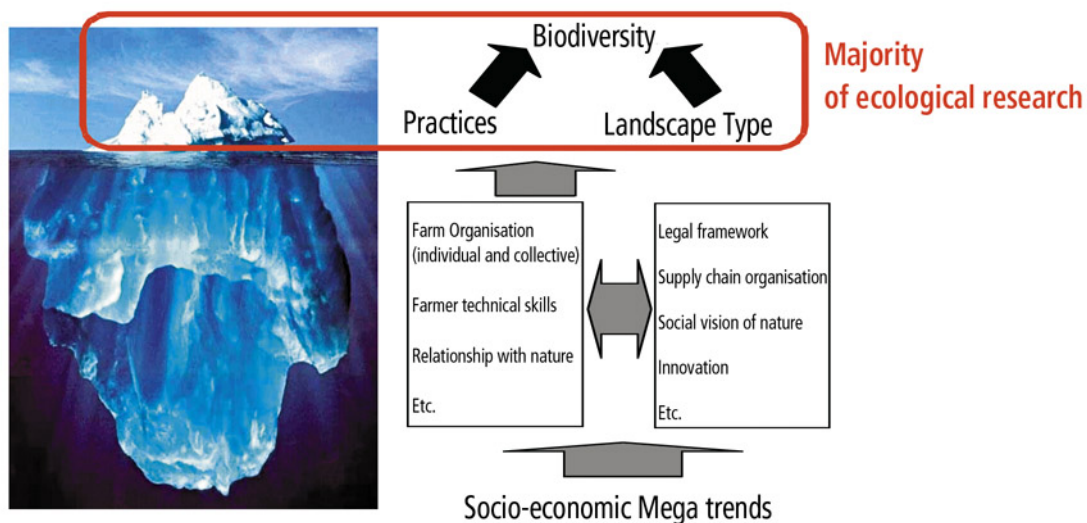 Biodiversity
Practices
Landscape Type
Majority
of ecological research
Farm Organisation
(individual and collective)
Farmer technical skills
Relationship with nature
Etc.
Legal framework
Supply chain organisation
Social vision of nature
Innovation
Etc.
Socio-economic Mega trends